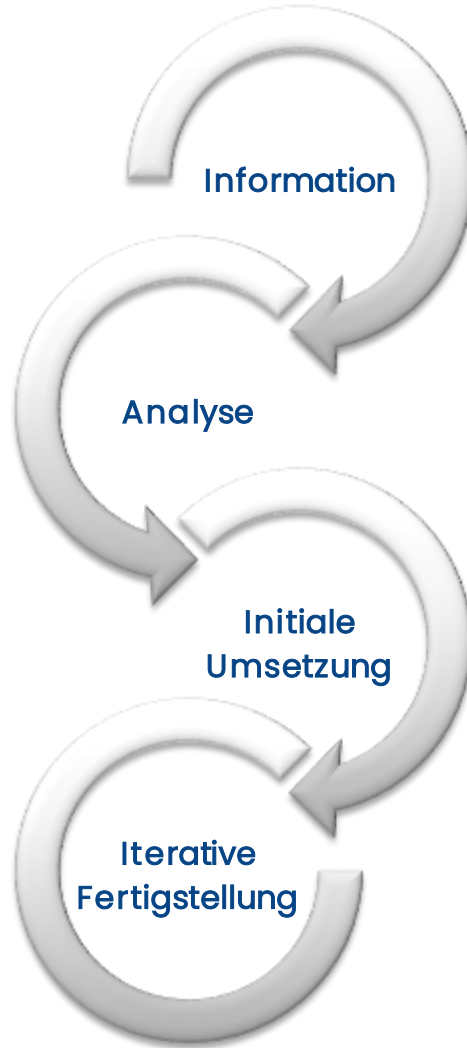 Information
Analyse
Initiale
Umsetzung
Iterative
Fertigstellung